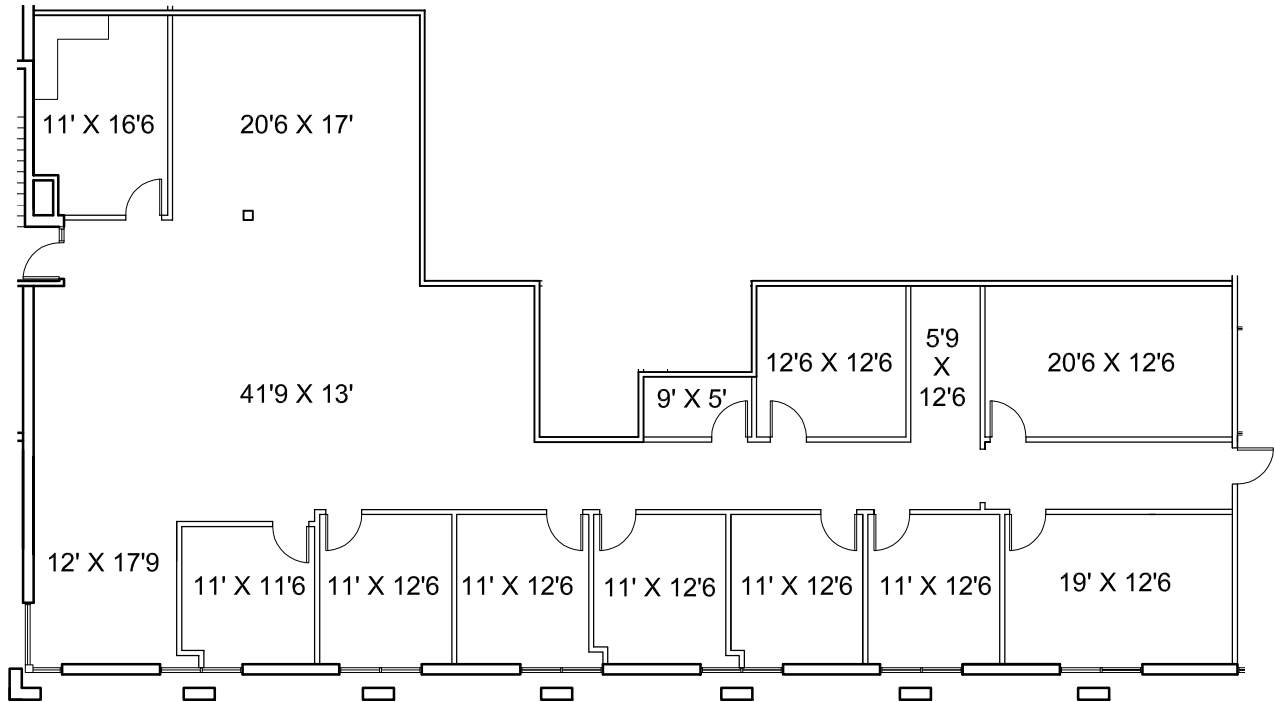 11' X 16'6
20'6 X 17'
5'9
X
12'6
12'6 X 12'6
20'6 X 12'6
41'9 X 13'
9' X 5'
12' X 17'9
11' X 11'6
11' X 12'6
11' X 12'6
11' X 12'6
11' X 12'6
11' X 12'6
19' X 12'6